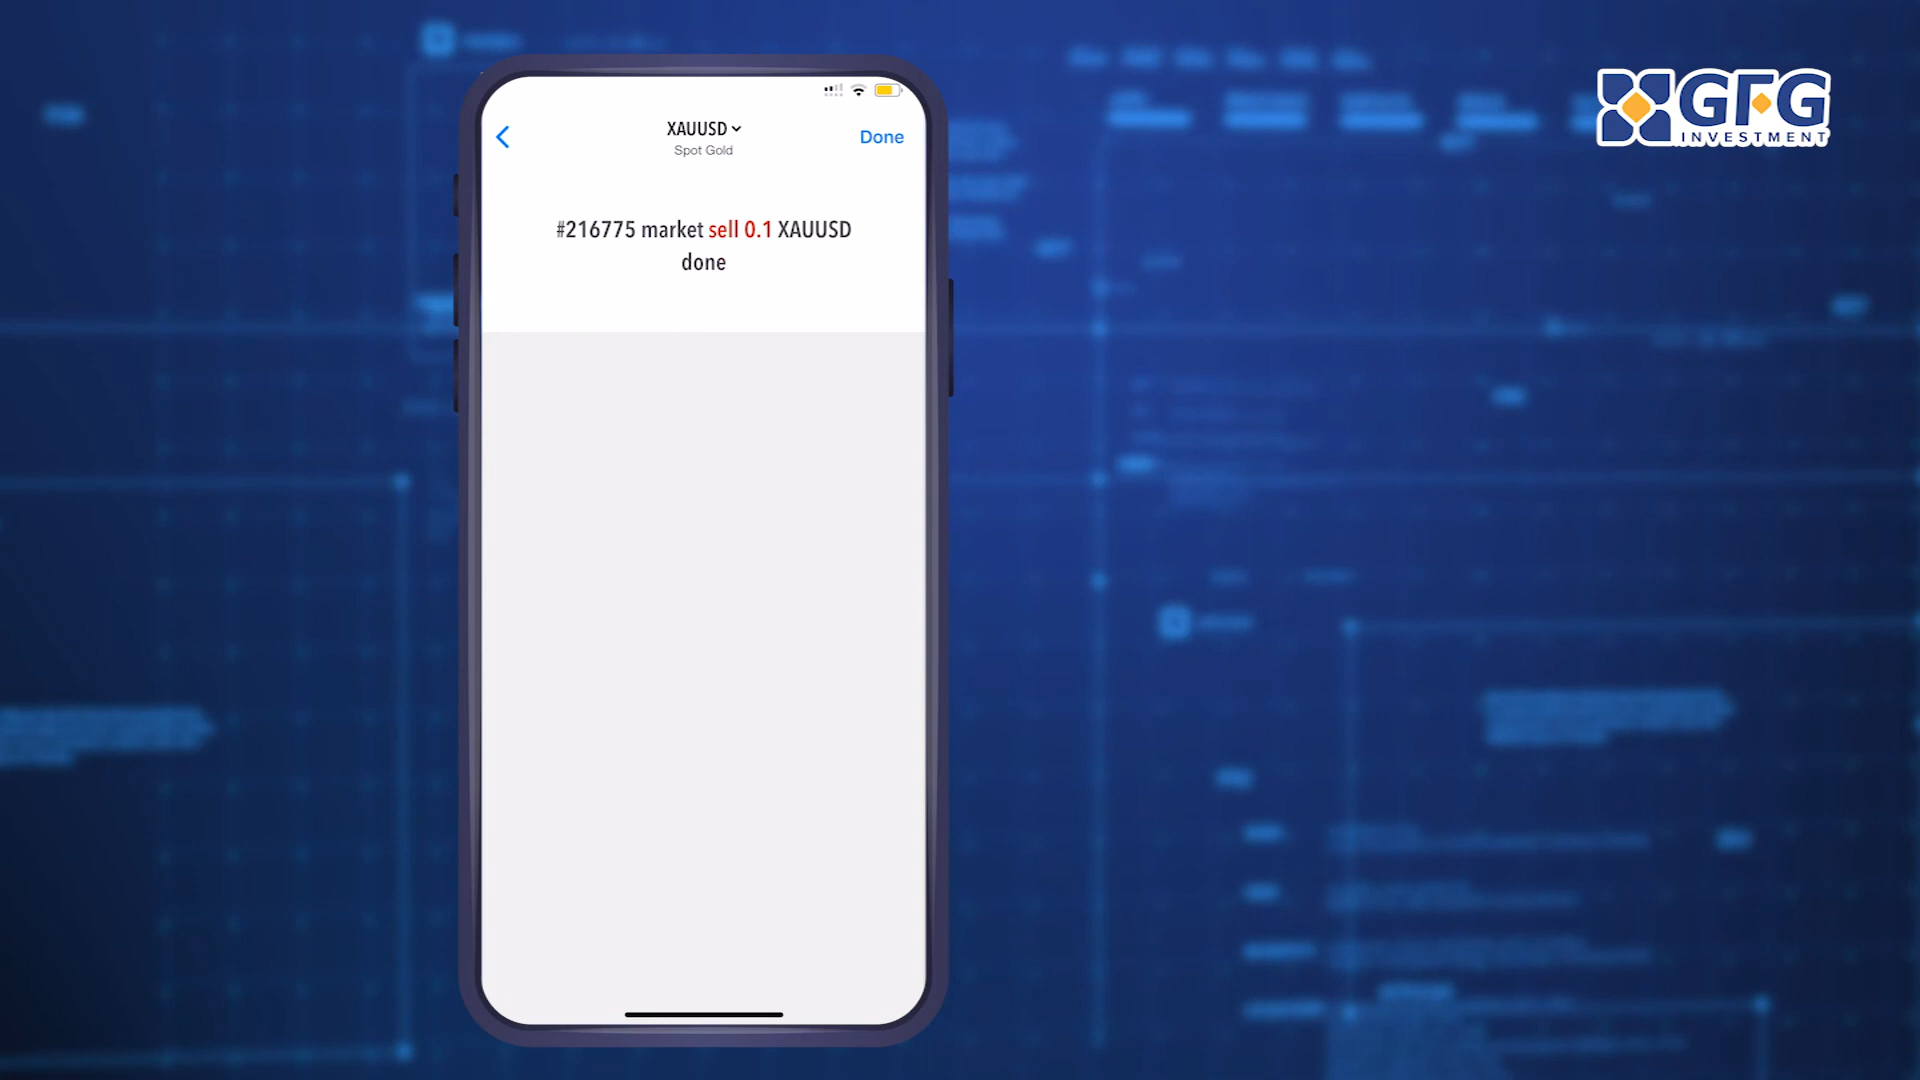 XAUUSD
Spot Gold
Done
#216775 market sell 0.1 XAUUSD
done
GFG
INVESTMENT